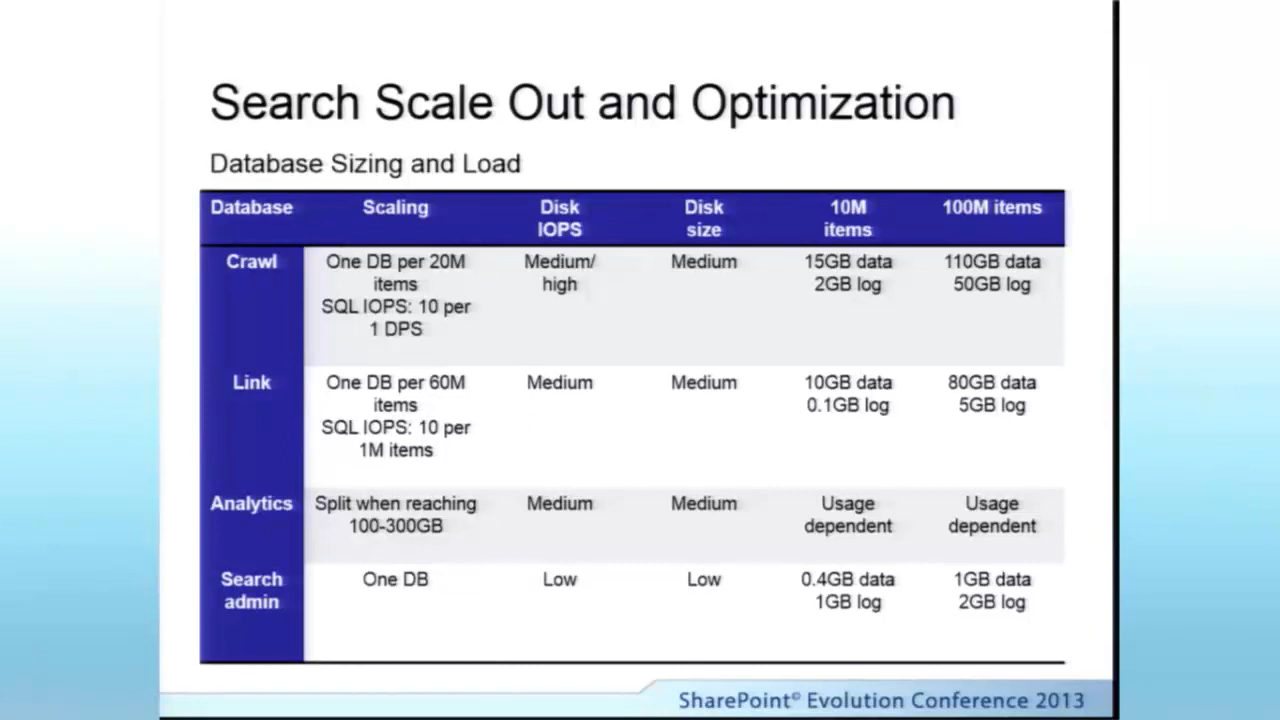 Search Scale Out and Optimization
Database Sizing and Load
Database Scaling Disk IOPS Disk size 10M items 100M items
Crawl One DB per 20M items SQL IOPS: 10 per 1 DPS Medium/ high Medium 15GB data 2GB log 110GB data 50GB log
Link One DB per 60M items SQL IOPS: 10 per 1M items Medium Medium 10GB data 0.1GB log 80GB data 5GB log
Analytics Split when reaching 100-300GB Medium Medium Usage dependent Usage dependent
Search admin One DB Low Low 0.4GB data 1GB log 1GB data 2GB log
SharePoint© Evolution Conference 2013